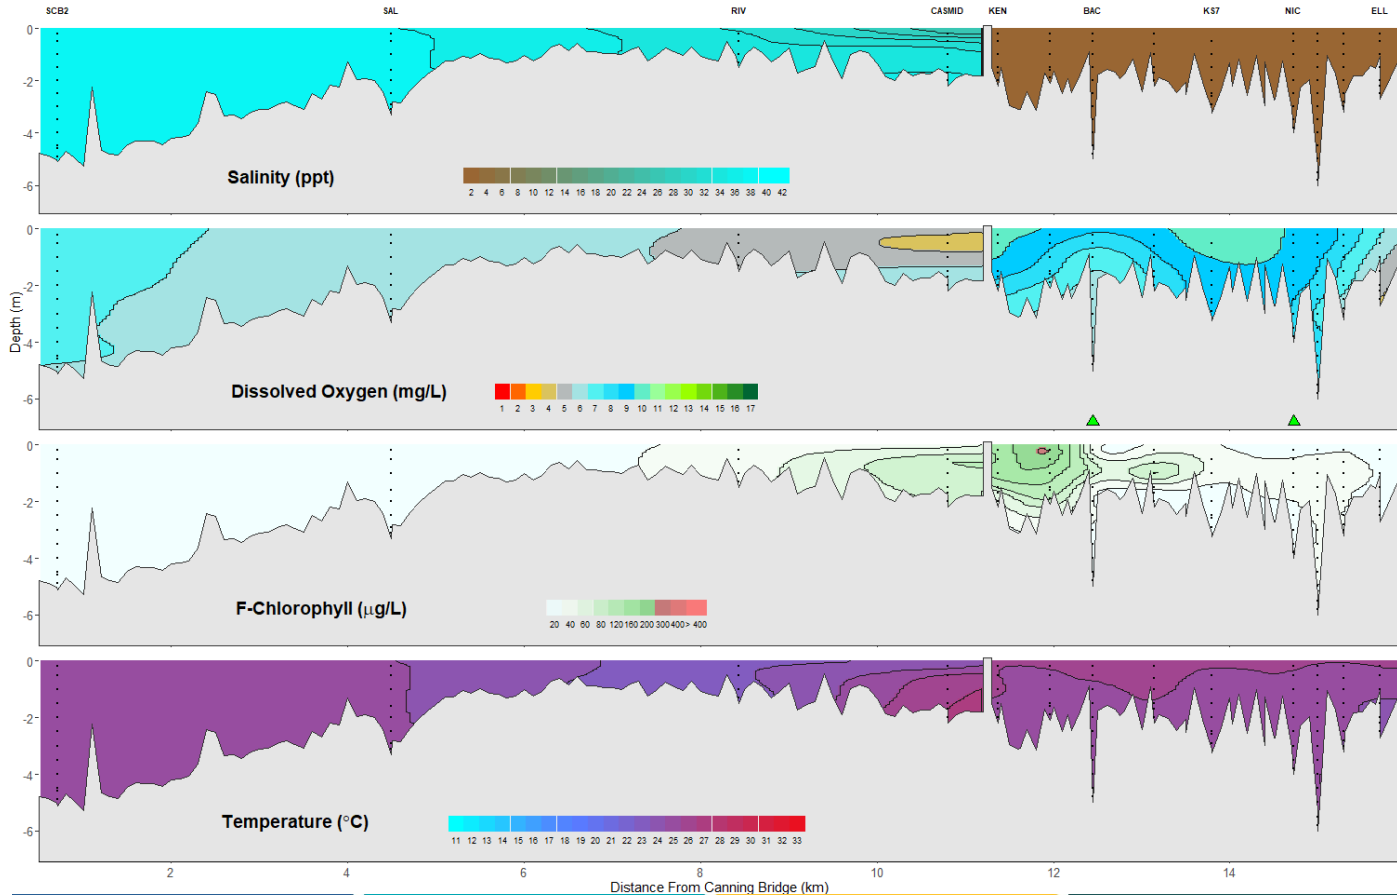 SCB2 SAL RIV CASMID KEN BAC KS7 NIC ELL
0
-2
-4
-6
Salinity (ppt)
2 4 6 8 10 12 14 16 18 20 22 24 26 28 30 32 34 36 38 40 42
0
-2
-4
-6
Depth (m)
Dissolved Oxygen (mg/L)
1 2 3 4 5 6 7 8 9 10 11 12 13 14 15 16 17
0
-2
-4
-6
F-Chlorophyll (µg/L)
20 40 60 80 120 160 200 300 400 > 400
0
-2
-4
-6
Temperature (°C)
11 12 13 14 15 16 17 18 19 20 21 22 23 24 25 26 27 28 29 30 31 32 33
2 4 6 8 10 12 14
Distance From Canning Bridge (km)